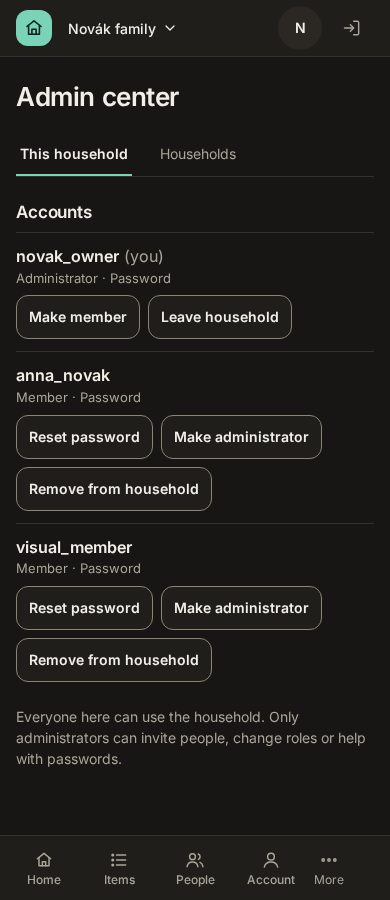 Novák family
N
Admin center
This household
Households
Accounts
novak_owner (you)
Administrator · Password
Make member
Leave household
anna_novak
Member · Password
Reset password
Make administrator
Remove from household
visual_member
Member · Password
Reset password
Make administrator
Remove from household
Everyone here can use the household. Only
administrators can invite people, change roles or help
with passwords.
Home
Items
People
Account
More